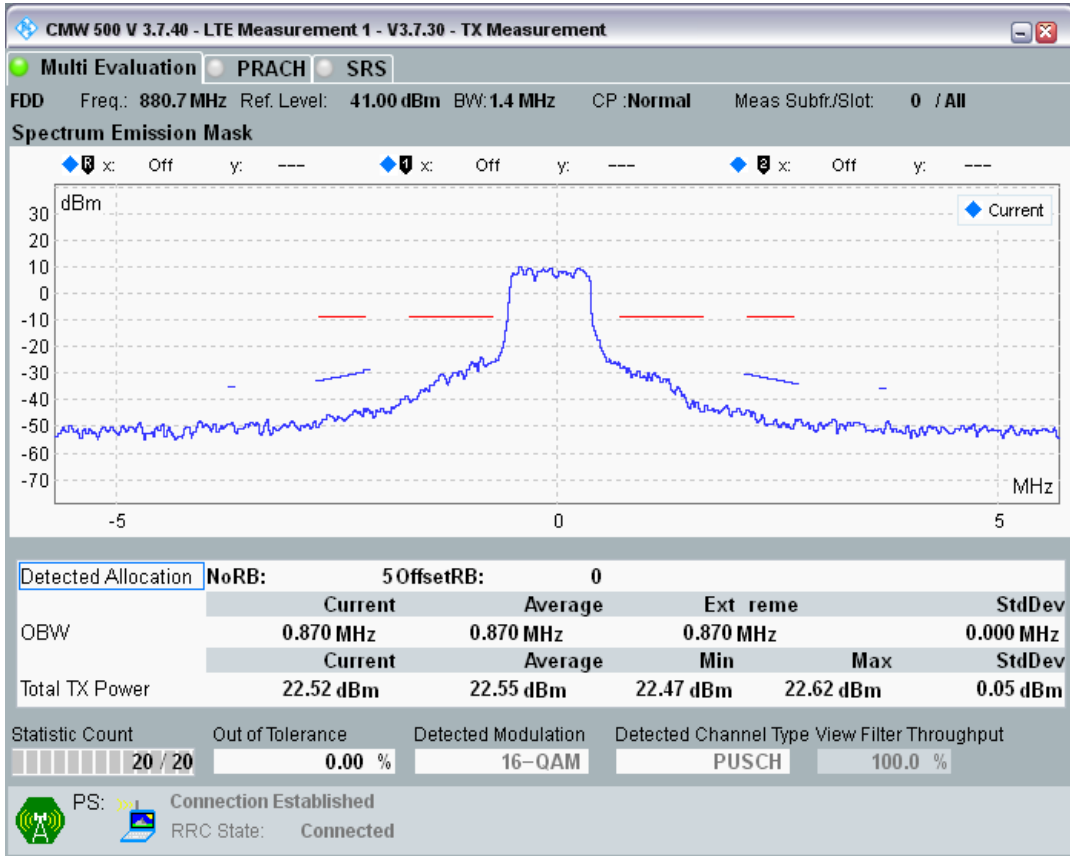 CMW 500 V 3.7.40 - LTE Measurement 1 - V3.7.30 - TX Measurement
Multi Evaluation PRACH SRS
FDD Freq.: 880.7 MHz Ref. Level: 41.00 dBm BW: 1.4 MHz CP :Normal Meas Subfr./Slot: 0 / All
Spectrum Emission Mask
R x: Off y: --- 1 x: Off y: --- 2 x: Off y: ---
dBm
Current
30
20
10
0
-10
-20
-30
-40
-50
-60
-70
MHz
-5 0 5
Detected Allocation NoRB: 5 OffsetRB: 0
Current Average Ext reme StdDev
OBW 0.870 MHz 0.870 MHz 0.870 MHz 0.000 MHz
Current Average Min Max StdDev
Total TX Power 22.52 dBm 22.55 dBm 22.47 dBm 22.62 dBm 0.05 dBm
Statistic Count Out of Tolerance Detected Modulation Detected Channel Type View Filter Throughput
20 / 20 0.00 % 16-QAM PUSCH 100.0 %
PS: Connection Established
RRC State: Connected